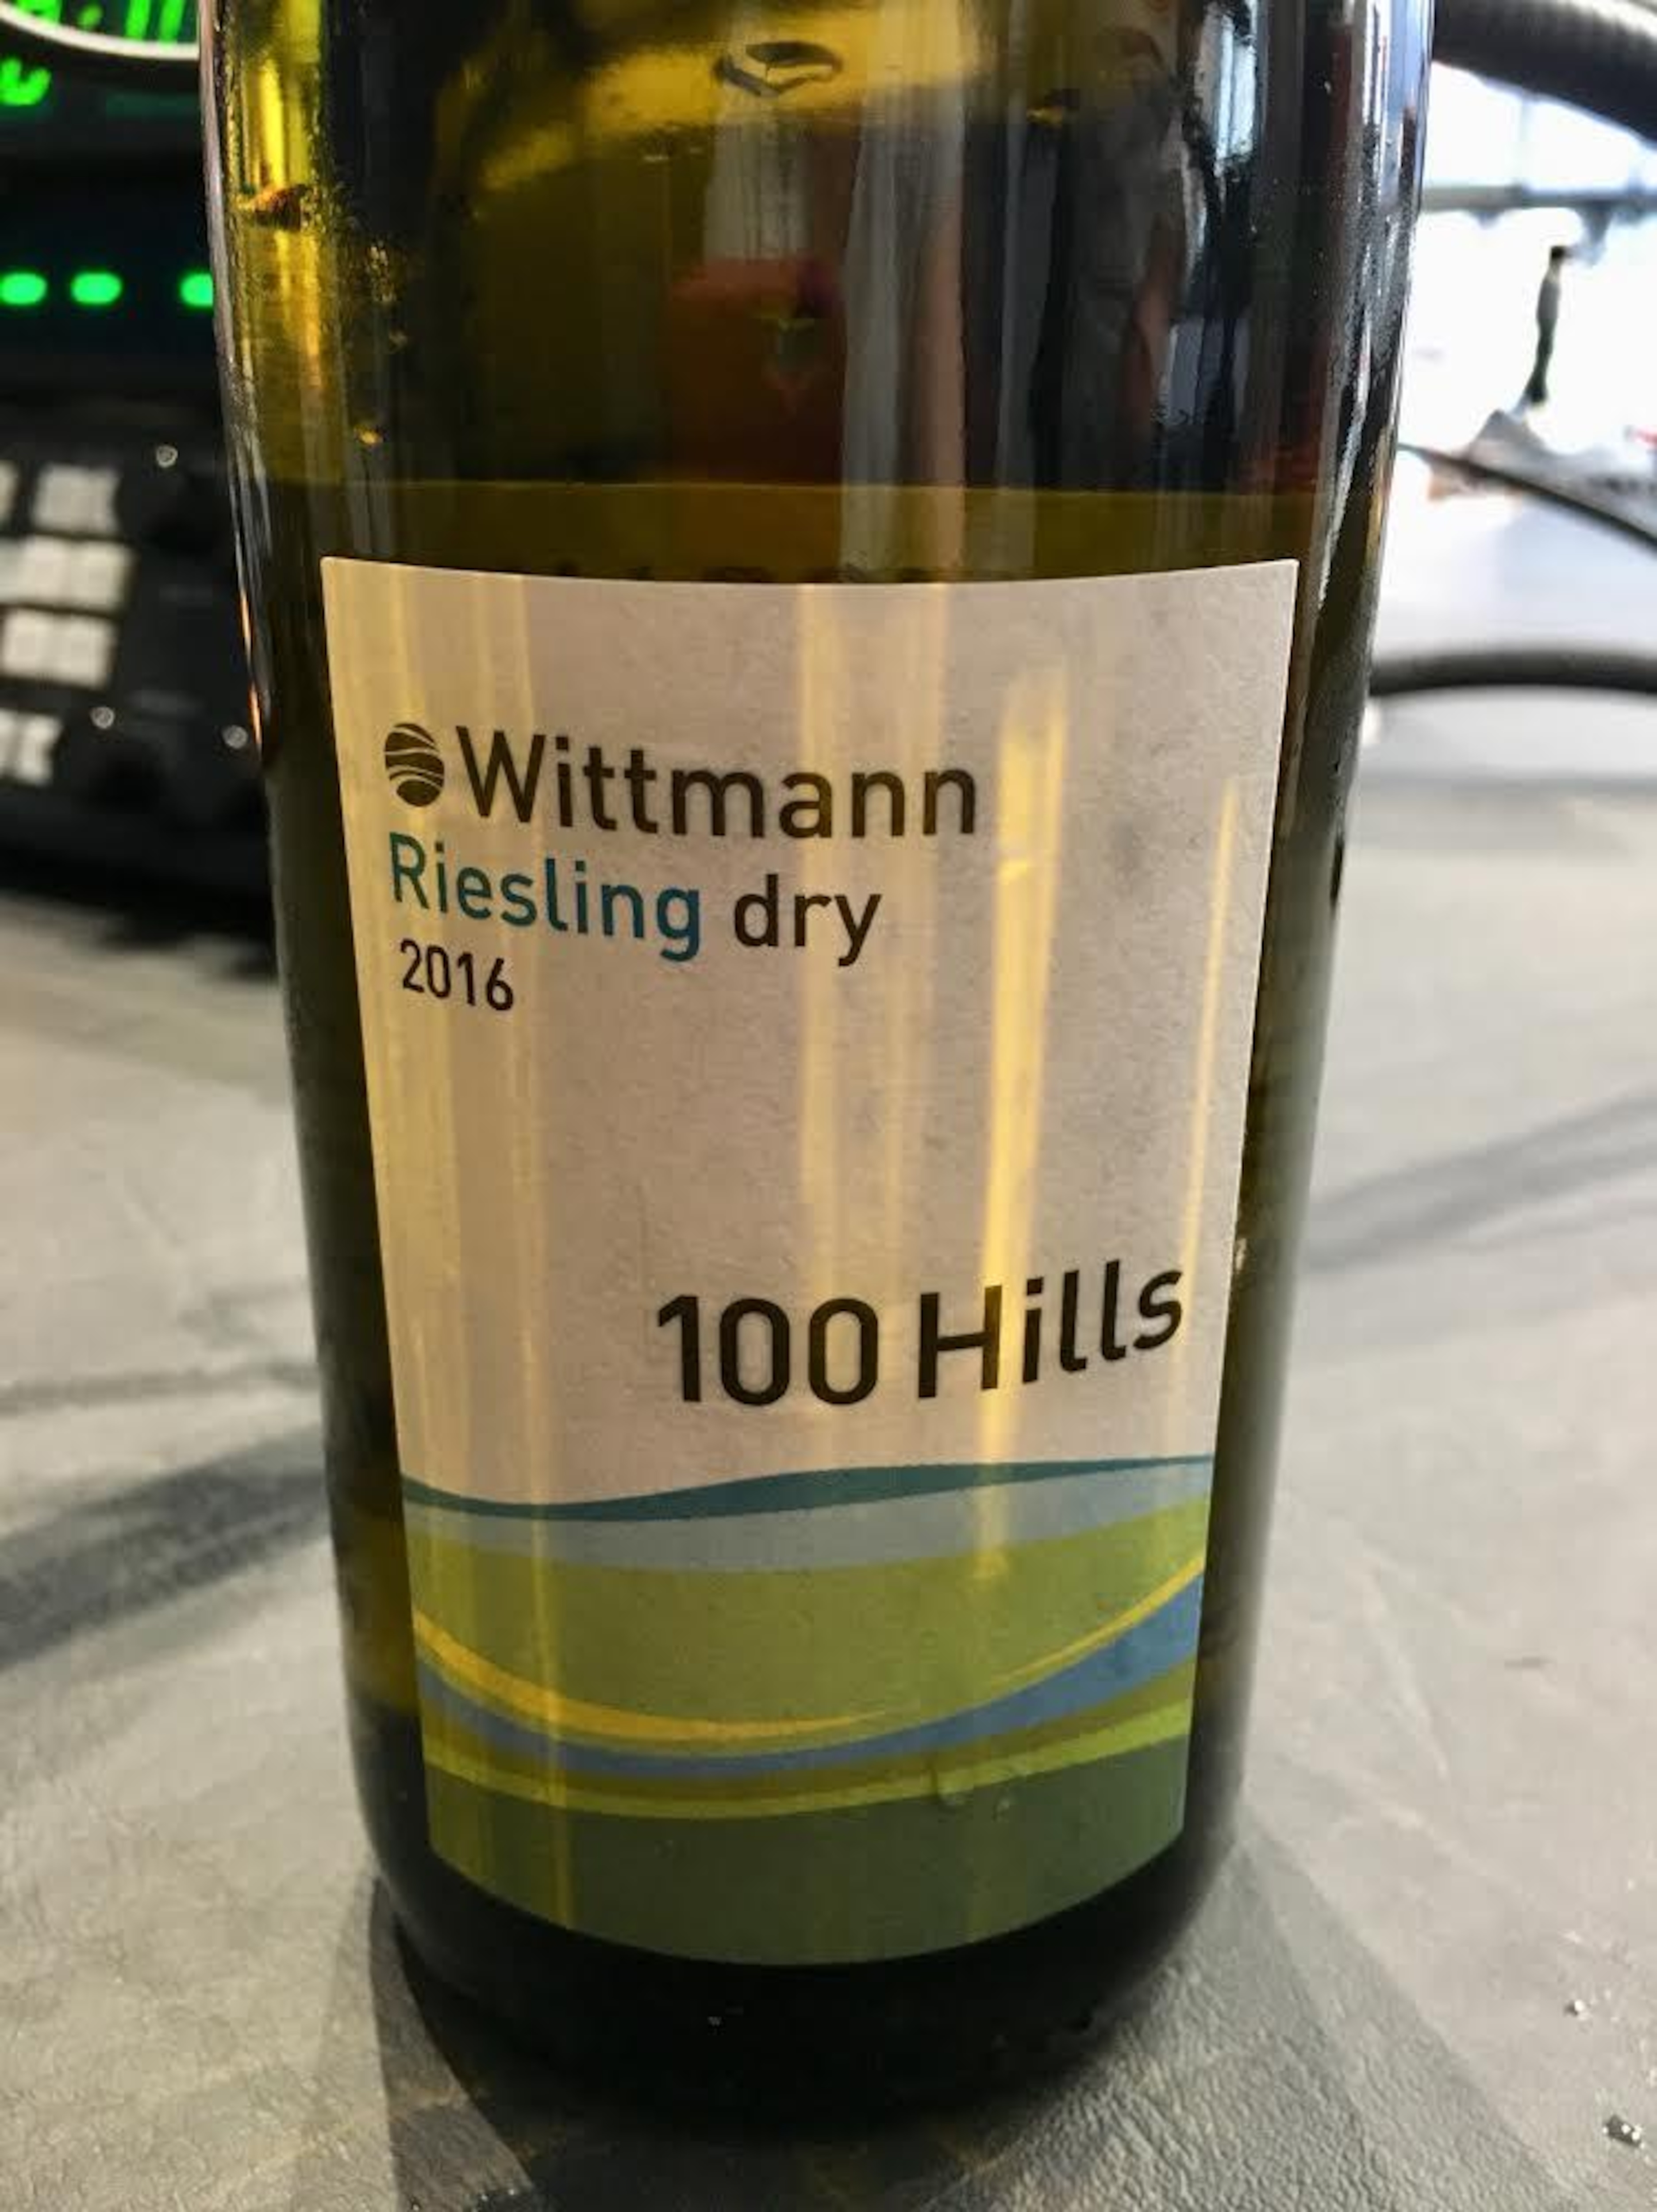 Wittmann
Riesling dry
2016
100 Hills